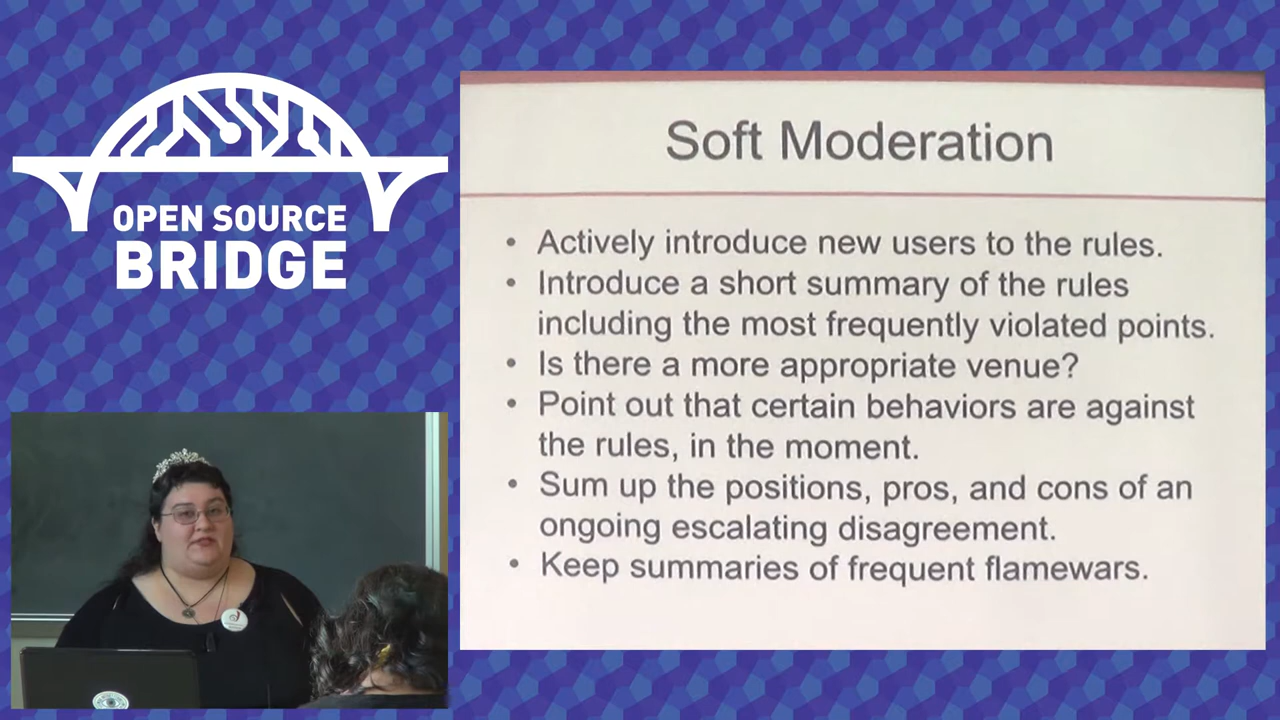 OPEN SOURCE
BRIDGE
Soft Moderation
• Actively introduce new users to the rules.
• Introduce a short summary of the rules
including the most frequently violated points.
• Is there a more appropriate venue?
• Point out that certain behaviors are against
the rules, in the moment.
• Sum up the positions, pros, and cons of an
ongoing escalating disagreement.
• Keep summaries of frequent flamewars.